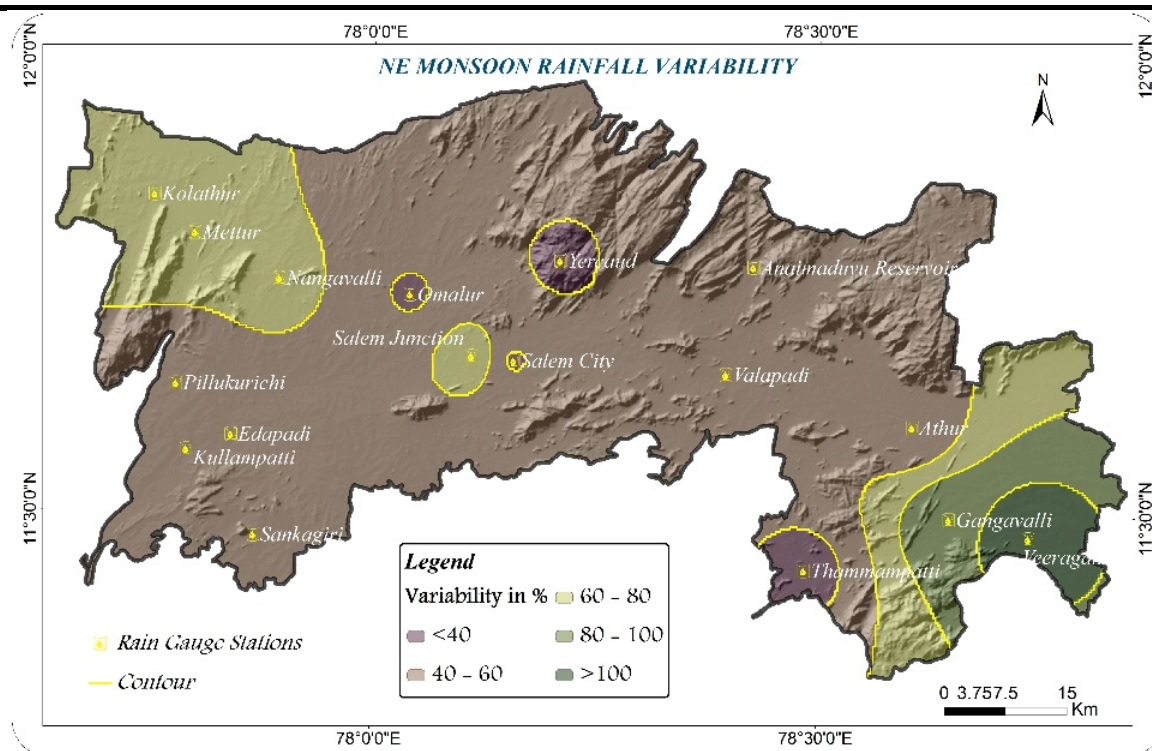 78°0'0"E
78°30'0"E
12°0'0"N
12°0'0"N
NE MONSOON RAINFALL VARIABILITY
N
Kolathur
Mettur
Nangavalli
Omalur
Yercaud
Anaimaduvu Reservoir
Salem Junction
Salem City
Pillukurichi
Valapadi
Edapadi
Kullampatti
Athur
11°30'0"N
11°30'0"N
Sankagiri
Gangavalli
Thammampatti
Legend
Variability in %
60 - 80
<40
80 - 100
40 - 60
>100
Rain Gauge Stations
Contour
0 3.75 7.5 15
Km
78°0'0"E
78°30'0"E